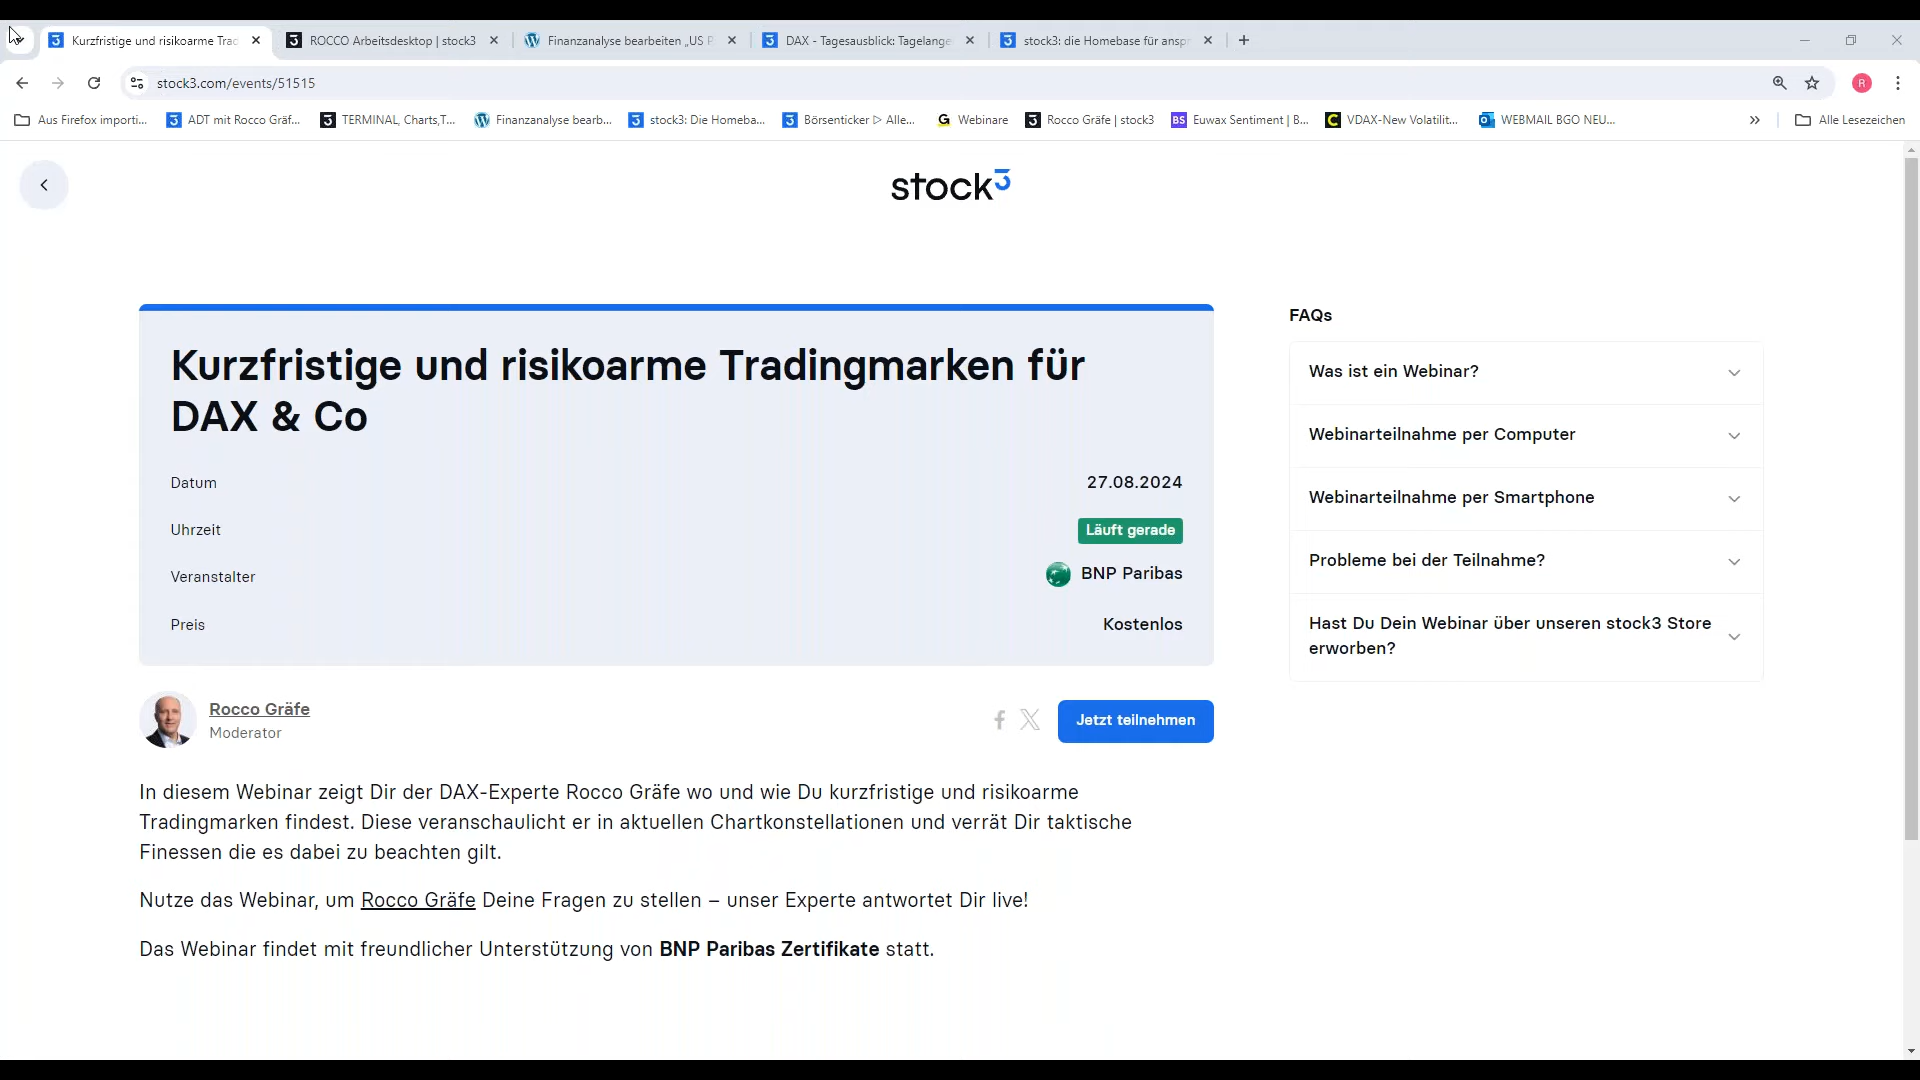 Kurzfristige und risikoarme Trac
ROCCO Arbeitsdesktop | stock3
Finanzanalyse bearbeiten „US P
DAX - Tagesausblick: Tagelange
stock3: die Homebase für anspr
stock3.com/events/51515
R
Aus Firefox importi...
ADT mit Rocco Gräf...
TERMINAL, Charts,T...
Finanzanalyse bearb...
stock3: Die Homeba...
Börsenticker ▷ Alle...
Webinare
Rocco Gräfe | stock3
BS Euwax Sentiment | B...
VDAX-New Volatilit...
WEBMAIL BGO NEU...
»
Alle Lesezeichen
stock3
Kurzfristige und risikoarme Tradingmarken für
DAX & Co
Datum 27.08.2024
Uhrzeit Läuft gerade
Veranstalter BNP Paribas
Preis Kostenlos
Rocco Gräfe
Moderator
Jetzt teilnehmen
In diesem Webinar zeigt Dir der DAX-Experte Rocco Gräfe wo und wie Du kurzfristige und risikoarme
Tradingmarken findest. Diese veranschaulicht er in aktuellen Chartkonstellationen und verrät Dir taktische
Finessen die es dabei zu beachten gilt.
Nutze das Webinar, um Rocco Gräfe Deine Fragen zu stellen – unser Experte antwortet Dir live!
Das Webinar findet mit freundlicher Unterstützung von BNP Paribas Zertifikate statt.
FAQs
Was ist ein Webinar?
Webinarteilnahme per Computer
Webinarteilnahme per Smartphone
Probleme bei der Teilnahme?
Hast Du Dein Webinar über unseren stock3 Store
erworben?